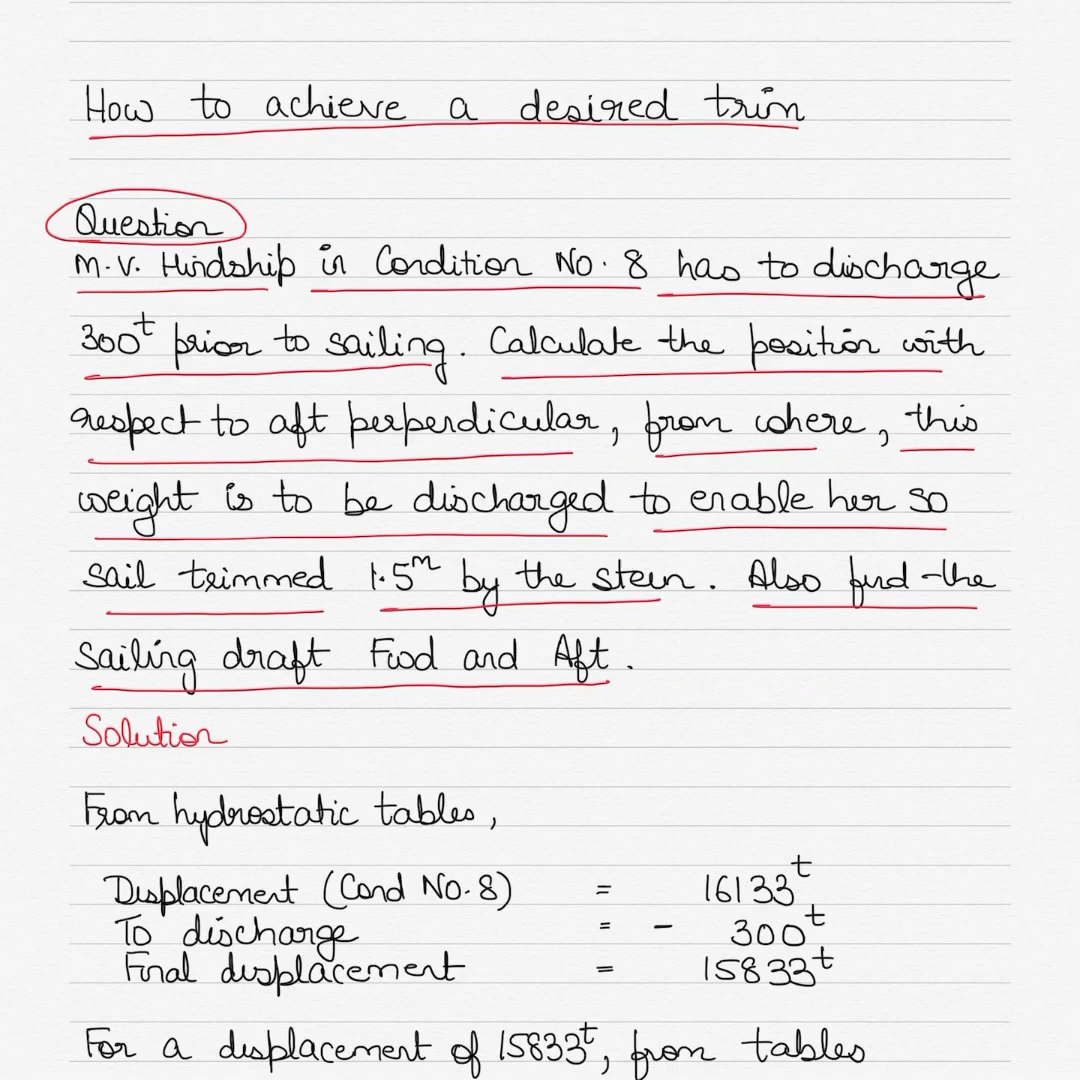 How to achieve a desired trim
Question
M.V. Hindship in Condition No. 8 has to discharge
300t prior to sailing. Calculate the position with
respect to aft perpendicular, from where, this
weight is to be discharged to enable her so
sail trimmed 1.5m by the stern. Also find the
sailing draft Fwd and Aft.
Solution
From hydrostatic tables,
Displacement (Cond No. 8) = 16133t
To discharge = - 300t
Final displacement = 15833t
For a displacement of 15833t, from tables